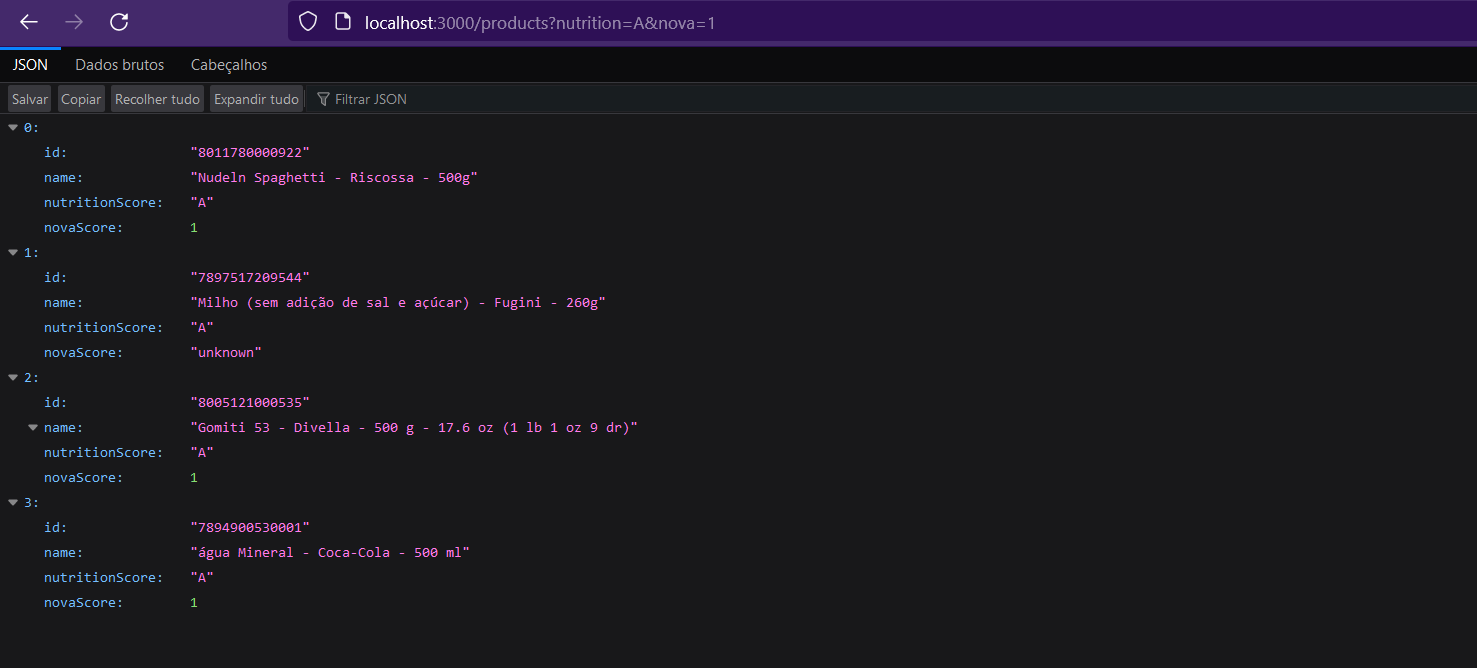 localhost:3000/products?nutrition=A&nova=1
JSON Dados brutos Cabeçalhos
Salvar Copiar Recolher tudo Expandir tudo Filtrar JSON
0:
id: "8011780000922"
name: "Nudeln Spaghetti - Riscossa - 500g"
nutritionScore: "A"
novaScore: 1
1:
id: "7897517209544"
name: "Milho (sem adição de sal e açúcar) - Fugini - 260g"
nutritionScore: "A"
novaScore: "unknown"
2:
id: "8005121000535"
name: "Gomiti 53 - Divella - 500 g - 17.6 oz (1 lb 1 oz 9 dr)"
nutritionScore: "A"
novaScore: 1
3:
id: "7894900530001"
name: "água Mineral - Coca-Cola - 500 ml"
nutritionScore: "A"
novaScore: 1